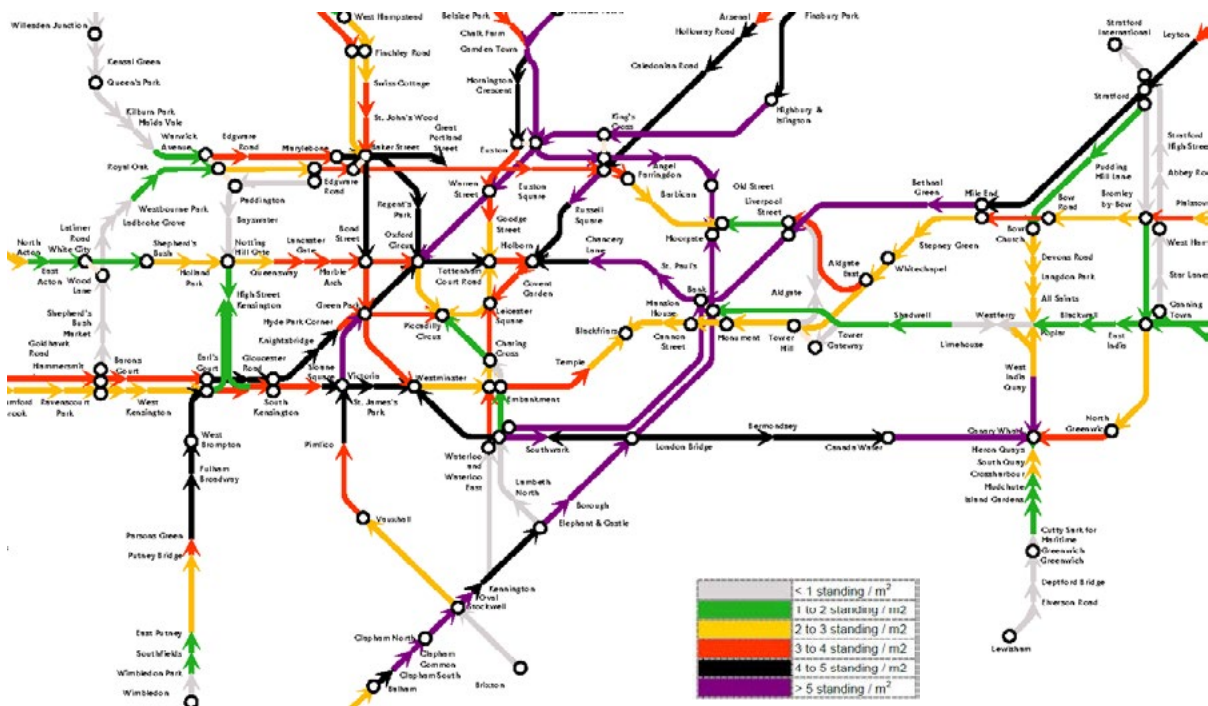 West Hampstead
Belsize Park
Arsenal
Finsbury Park
Willesden Junction
Chalk Farm
Holloway Road
Stratford
International
Finchley Road
Camden Town
Leyton
Kensal Green
Caledonian Road
Queen's Park
Swiss Cottage
Mornington
Crescent
Stratford
Kilburn Park
Maida Vale
St. John's Wood
King's
Cross
Highbury &
Islington
Warwick
Avenue
Edgware
Road
Marylebone
Great
Portland
Street
Baker Street
Euston
Stratford
High Street
Royal Oak
Angel
Farringdon
Pudding
Mill Lane
Abbey Road
Edgware
Road
Warren
Street
Euston
Square
Barbican
Old Street
Bethnal
Green
Mile End
Paddington
Liverpool
Street
Bow
Road
Bromley
by-Bow
Plaistow
Westbourne Park
Ladbroke Grove
Regent's
Park
Russell
Square
Bayswater
Goodge
Street
Moorgate
Bow
Church
West Ham
Latimer
Road
White City
Shepherd's
Bush
Notting
Hill Gate
Lancaster
Gate
Bond
Street
Oxford
Circus
Holborn
Chancery
Lane
Stepney Green
North
Acton
St. Paul's
Devons Road
East
Acton
Wood
Lane
Holland
Park
Queensway
Marble
Arch
Tottenham
Court Road
Covent
Garden
Aldgate
East
Whitechapel
Langdon Park
Star Lane
High Street
Kensington
Bank
Mansion
House
Aldgate
All Saints
Green Park
Leicester
Square
Canning
Town
Shepherd's
Bush
Market
Hyde Park Corner
Piccadilly
Circus
Blackfriars
Shadwell
Westferry
Blackwall
Goldhawk
Road
Knightsbridge
Cannon
Street
Monument
Tower
Hill
Tower
Gateway
Limehouse
Poplar
East
India
Barons
Court
Earl's
Court
Gloucester
Road
Sloane
Square
Charing
Cross
Temple
Victoria
Westminster
West
India
Quay
Ravenscourt
Park
West
Kensington
South
Kensington
St. James's
Park
Embankment
North
Greenwich
West
Brompton
Pimlico
Bermondsey
Canary Wharf
Waterloo
and
Waterloo
East
Southwark
London Bridge
Canada Water
Heron Quays
South Quay
Crossharbour
Mudchute
Island Gardens
Fulham
Broadway
Lambeth
North
Borough
Vauxhall
Elephant & Castle
Parsons Green
Putney Bridge
Cutty Sark for
Maritime
Greenwich
Greenwich
Kennington
Oval
Stockwell
Deptford Bridge
Elverson Road
East Putney
Southfields
Wimbledon Park
Wimbledon
Clapham North
Clapham
Common
Clapham South
Balham
Brixton
Lewisham
< 1 standing / m²
1 to 2 standing / m2
2 to 3 standing / m2
3 to 4 standing / m2
4 to 5 standing / m2
> 5 standing / m²